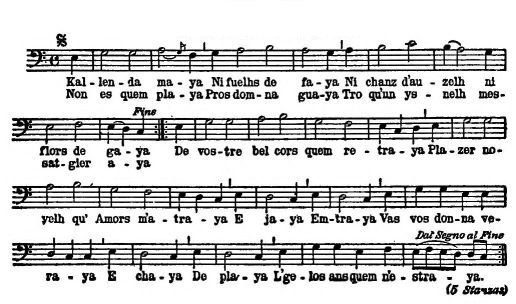 Kal-len-da ma-ya Ni fuelhs de fa-ya Ni chanz d'au-zelh ni
Non es quem pla-ya Pros dom-na gua-ya Tro qu'un ys-nelh mes-
Fine
flors de ga-ya De vos-tre bel cors quem re-tra-ya Pla-zer no-
sat-gier a-ya
yelh qu' Amors m'a-tra-ya E ja-ya Em-tra-ya Vas vos don-na ve-
Dal Segno al Fine
ra-ya E cha-ya De pla-ya L'ge-los ans quem n'e-stra-ya.
(5 Stanzas)